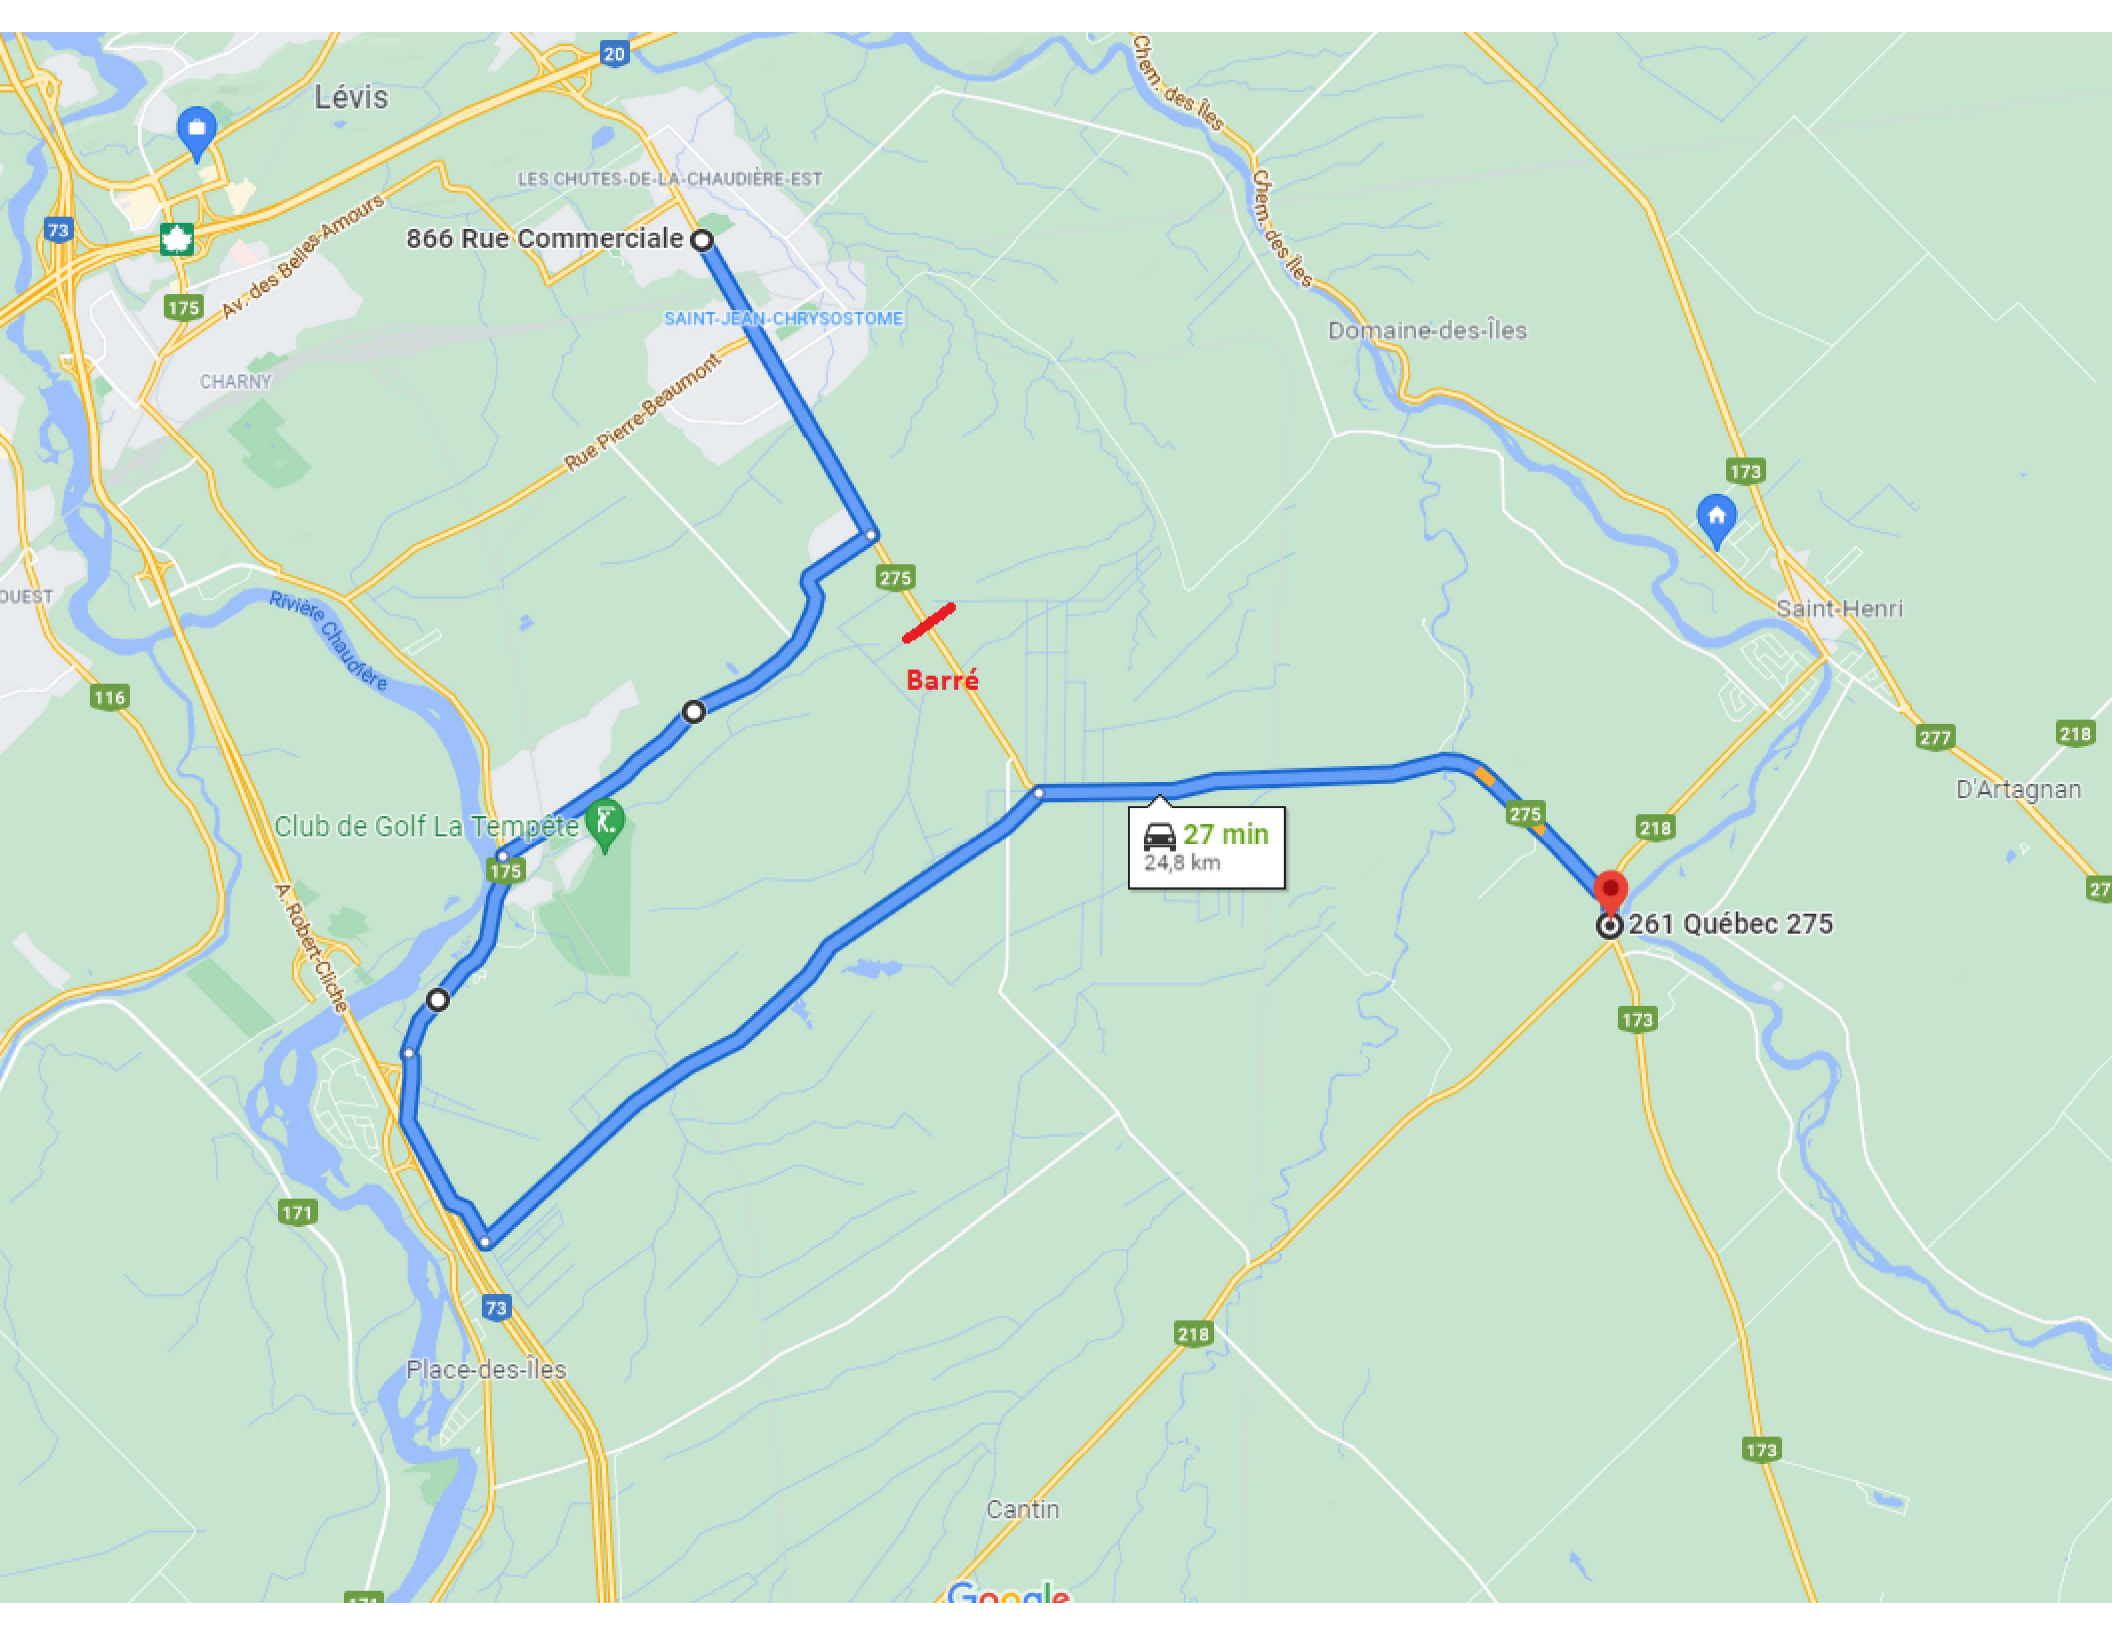 20
Lévis
Chem. des Îles
LES CHUTES-DE-LA-CHAUDIÈRE-EST
Chem. des Îles
73
Av. des Belles-Amours
866 Rue Commerciale
175
SAINT-JEAN-CHRYSOSTOME
Domaine-des-Îles
CHARNY
Rue Pierre-Beaumont
173
275
OUEST
Rivière Chaudière
Saint-Henri
116
Barré
277
218
D'Artagnan
Club de Golf La Tempête
275
218
27 min
24,8 km
175
27
A. Robert-Cliche
261 Québec 275
173
171
73
218
Place-des-Îles
173
Cantin
171
Google